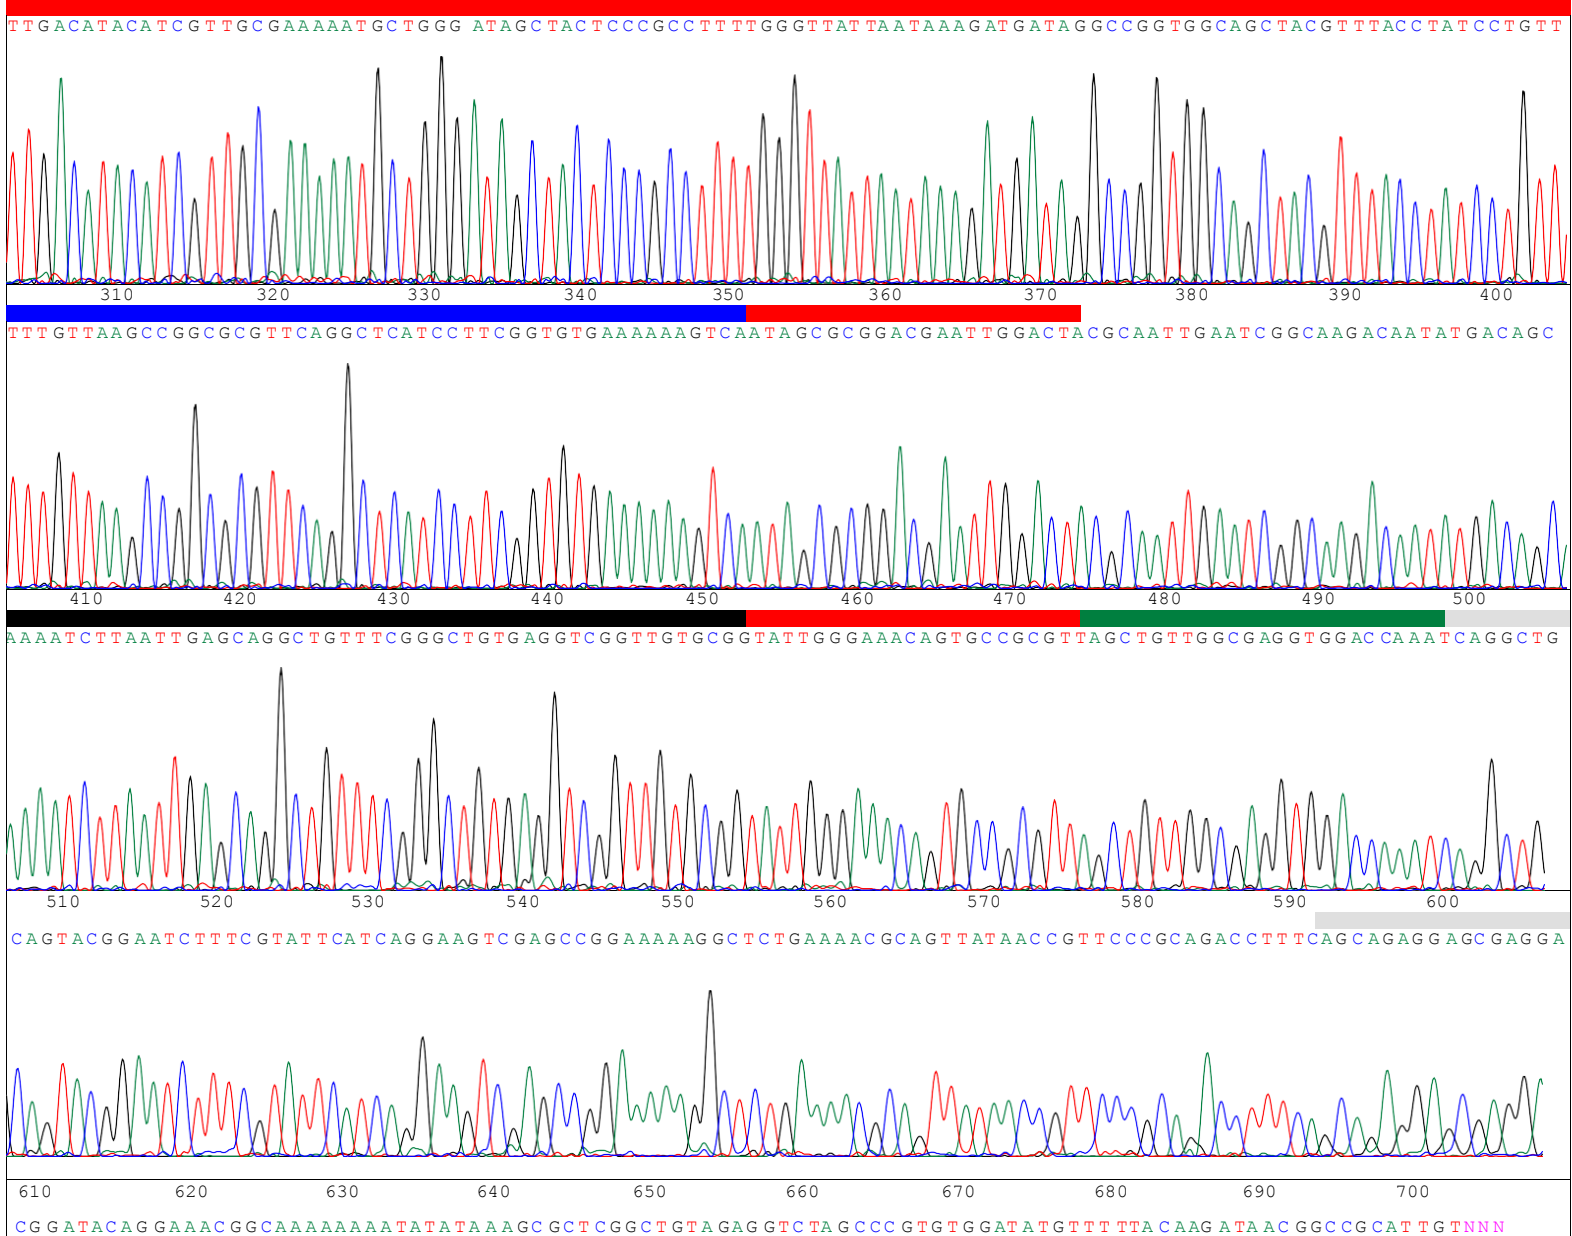 TTGACATACATCGTTGCGAAAAATGCTGGG ATAGCTACTCCCGCCTTTTGGGTTATTAATAAAGATGATAGGCCGGTGGCAGCTACGTTTACCTATCCTGTT
310 320 330 340 350 360 370 380 390 400
TTTGTTAAGCCGGCGCGTTCAGGCTCATCCTTCGGTGTGAAAAAAGTCAATAGCGCGGACGAATTGGACTACGCAATTGAATCGGCAAGACAATATGACAGC
410 420 430 440 450 460 470 480 490 500
AAAATCTTAATTGAGCAGGCTGTTTCGGGCTGTGAGGTCGGTTGTGCGGTATTGGGAAACAGTGCCGCGTTAGCTGTTGGCGAGGTGGACCAAATCAGGCTG
510 520 530 540 550 560 570 580 590 600
CAGTACGGAATCTTTCGTATTCATCAGGAAGTCGAGCCGGAAAAAGGCTCTGAAAACGCAGTTATAACCGTTCCCGCAGACCTTTCAGCAGAGGAGCGAGGA
610 620 630 640 650 660 670 680 690 700
CGGATACAGGAAACGGCAAAAAAAATATATAAAGCGCTCGGCTGTAGAGGTCTAGCCCGTGTGGATATGTTTTTACAAGATAACGGCCGCATTGTNNN